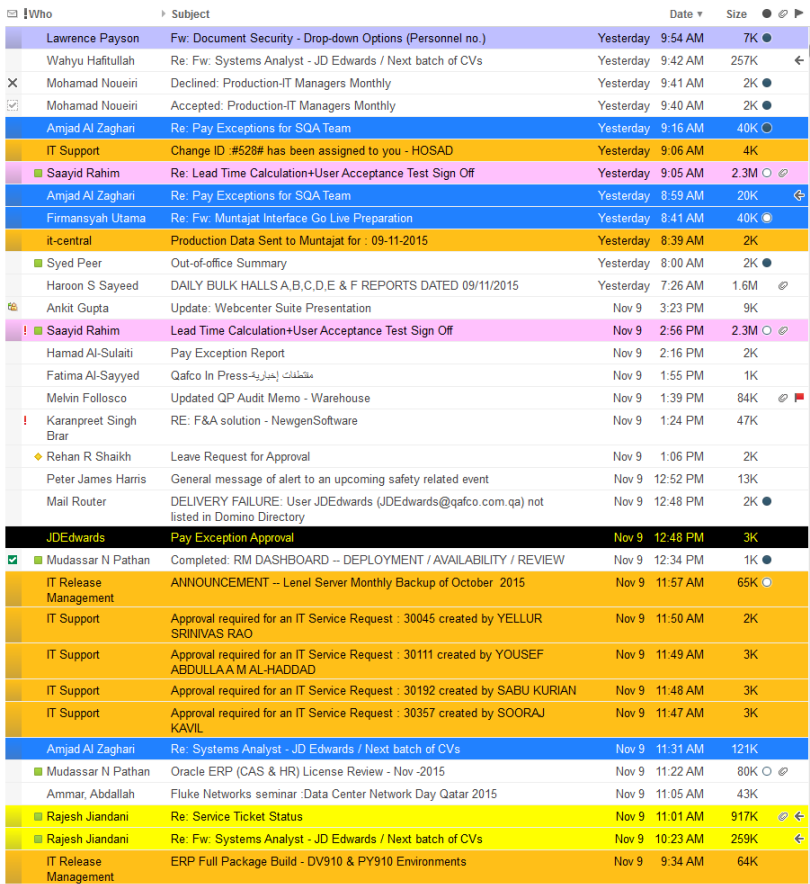 !Who Subject Date Size
Lawrence Payson Fw: Document Security - Drop-down Options (Personnel no.) Yesterday 9:54 AM 7K
Wahyu Hafitullah Re: Fw: Systems Analyst - JD Edwards / Next batch of CVs Yesterday 9:42 AM 257K
Mohamad Noueiri Declined: Production-IT Managers Monthly Yesterday 9:41 AM 2K
Mohamad Noueiri Accepted: Production-IT Managers Monthly Yesterday 9:40 AM 2K
Amjad Al Zaghari Re: Pay Exceptions for SQA Team Yesterday 9:16 AM 40K
IT Support Change ID :#528# has been assigned to you - HOSAD Yesterday 9:06 AM 4K
Saayid Rahim Re: Lead Time Calculation+User Acceptance Test Sign Off Yesterday 9:05 AM 2.3M
Amjad Al Zaghari Re: Pay Exceptions for SQA Team Yesterday 8:59 AM 20K
Firmansyah Utama Re: Fw: Muntajat Interface Go Live Preparation Yesterday 8:41 AM 40K
it-central Production Data Sent to Muntajat for : 09-11-2015 Yesterday 8:39 AM 2K
Syed Peer Out-of-office Summary Yesterday 8:00 AM 2K
Haroon S Sayeed DAILY BULK HALLS A,B,C,D,E & F REPORTS DATED 09/11/2015 Yesterday 7:26 AM 1.6M
Ankit Gupta Update: Webcenter Suite Presentation Nov 9 3:23 PM 9K
! Saayid Rahim Lead Time Calculation+User Acceptance Test Sign Off Nov 9 2:56 PM 2.3M
Hamad Al-Sulaiti Pay Exception Report Nov 9 2:16 PM 2K
Fatima Al-Sayyed Qafco In Press-مقتطفات إخبارية Nov 9 1:55 PM 1K
Melvin Follosco Updated QP Audit Memo - Warehouse Nov 9 1:39 PM 84K
! Karanpreet Singh RE: F&A solution - NewgenSoftware Nov 9 1:24 PM 47K
Brar
Rehan R Shaikh Leave Request for Approval Nov 9 1:06 PM 2K
Peter James Harris General message of alert to an upcoming safety related event Nov 9 12:52 PM 13K
Mail Router DELIVERY FAILURE: User JDEdwards (JDEdwards@qafco.com.qa) not Nov 9 12:48 PM 2K
listed in Domino Directory
JDEdwards Pay Exception Approval Nov 9 12:48 PM 3K
Mudassar N Pathan Completed: RM DASHBOARD -- DEPLOYMENT / AVAILABILITY / REVIEW Nov 9 12:34 PM 1K
IT Release ANNOUNCEMENT -- Lenel Server Monthly Backup of October 2015 Nov 9 11:57 AM 65K
Management
IT Support Approval required for an IT Service Request : 30045 created by YELLUR Nov 9 11:50 AM 2K
SRINIVAS RAO
IT Support Approval required for an IT Service Request : 30111 created by YOUSEF Nov 9 11:49 AM 3K
ABDULLA A M AL-HADDAD
IT Support Approval required for an IT Service Request : 30192 created by SABU KURIAN Nov 9 11:48 AM 3K
IT Support Approval required for an IT Service Request : 30357 created by SOORAJ Nov 9 11:47 AM 3K
KAVIL
Amjad Al Zaghari Re: Systems Analyst - JD Edwards / Next batch of CVs Nov 9 11:31 AM 121K
Mudassar N Pathan Oracle ERP (CAS & HR) License Review - Nov -2015 Nov 9 11:22 AM 80K
Ammar, Abdallah Fluke Networks seminar :Data Center Network Day Qatar 2015 Nov 9 11:05 AM 43K
Rajesh Jiandani Re: Service Ticket Status Nov 9 11:01 AM 917K
Rajesh Jiandani Re: Fw: Systems Analyst - JD Edwards / Next batch of CVs Nov 9 10:23 AM 259K
IT Release ERP Full Package Build - DV910 & PY910 Environments Nov 9 9:34 AM 64K
Management